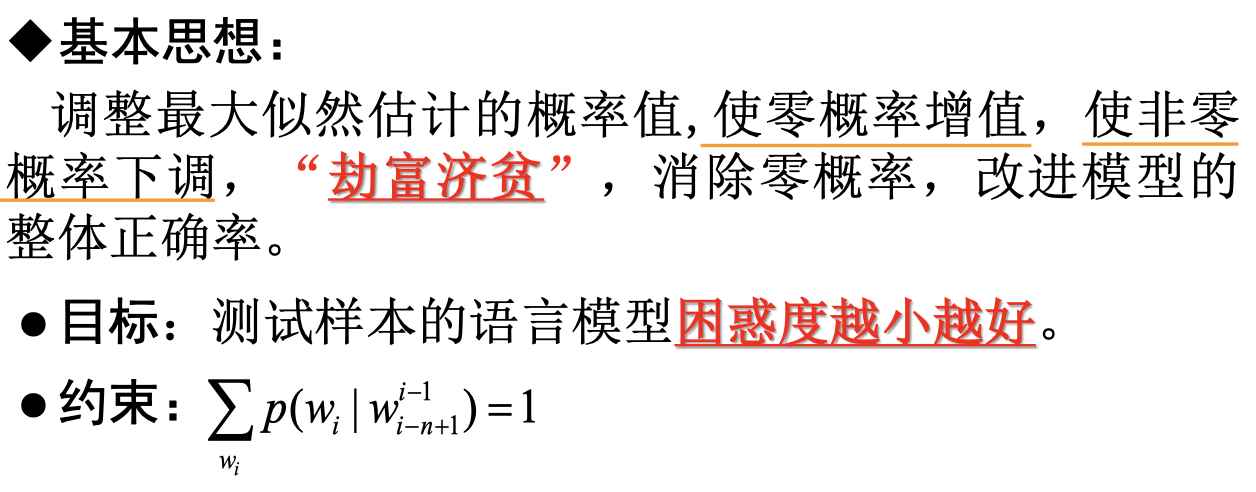 ◆基本思想：
调整最大似然估计的概率值，使零概率增值，使非零
概率下调，“劫富济贫”，消除零概率，改进模型的
整体正确率。
●目标：测试样本的语言模型困惑度越小越好。
●约束：$\sum_{w_i} p(w_i \mid w_{i-n+1}^{i-1}) = 1$